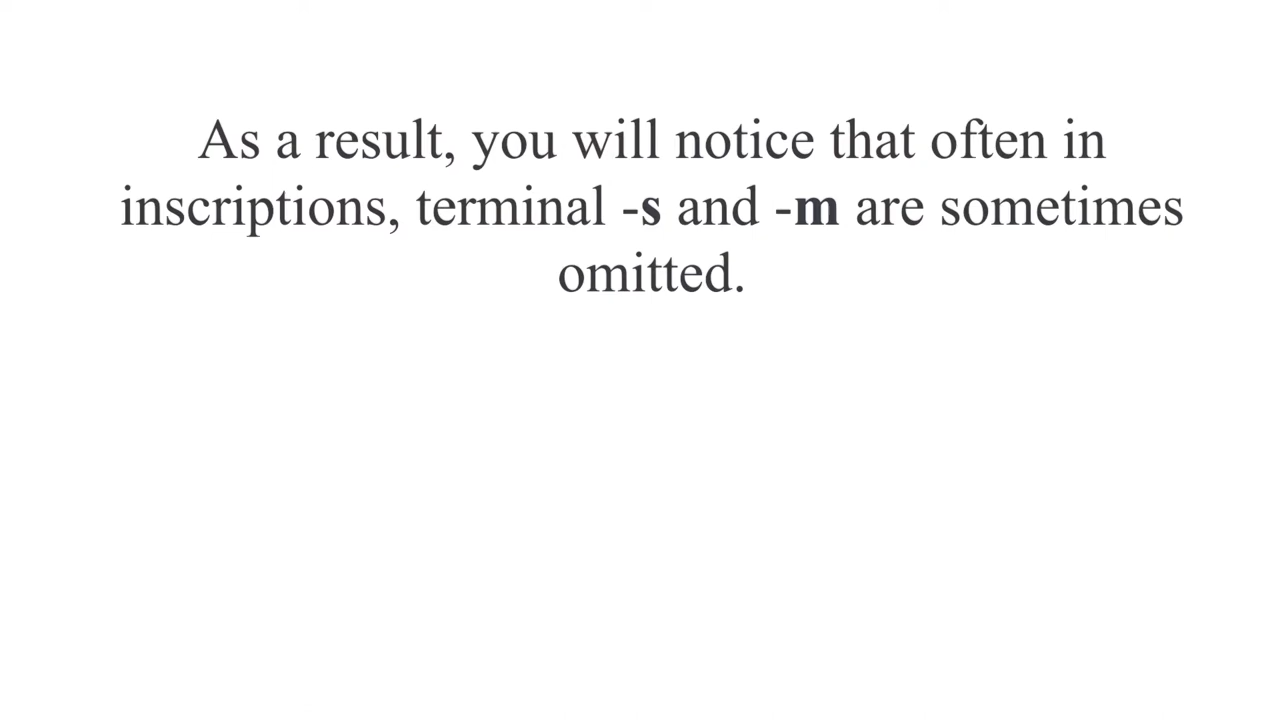 As a result, you will notice that often in
inscriptions, terminal -s and -m are sometimes
omitted.